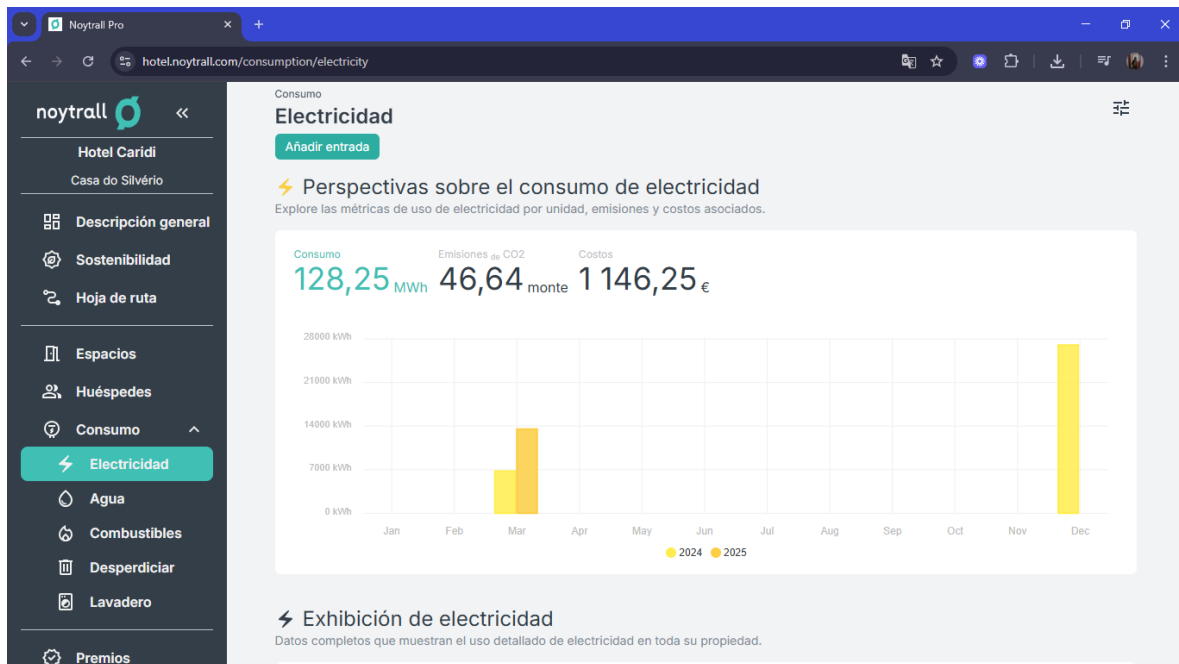 Noytrall Pro
hotel.noytrall.com/consumption/electricity
noytrall
Hotel Caridi
Casa do Silvério
Descripción general
Sostenibilidad
Hoja de ruta
Espacios
Huéspedes
Consumo
Electricidad
Agua
Combustibles
Desperdiciar
Lavadero
Premios
Consumo
Electricidad
Añadir entrada
Perspectivas sobre el consumo de electricidad
Explore las métricas de uso de electricidad por unidad, emisiones y costos asociados.
Consumo Emisiones de CO2 Costos
128,25 MWh 46,64 monte 1 146,25 €
28000 kWh
21000 kWh
14000 kWh
7000 kWh
0 kWh
Jan Feb Mar Apr May Jun Jul Aug Sep Oct Nov Dec
2024 2025
Exhibición de electricidad
Datos completos que muestran el uso detallado de electricidad en toda su propiedad.